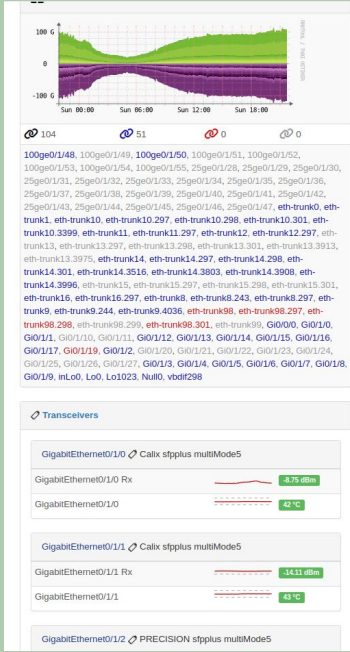 100 G
0
-100 G
Sun 00:00 Sun 06:00 Sun 12:00 Sun 18:00
104 51 0 0
100ge0/1/48, 100ge0/1/49, 100ge0/1/50, 100ge0/1/51, 100ge0/1/52,
100ge0/1/53, 100ge0/1/54, 100ge0/1/55, 25ge0/1/28, 25ge0/1/29, 25ge0/1/30,
25ge0/1/31, 25ge0/1/32, 25ge0/1/33, 25ge0/1/34, 25ge0/1/35, 25ge0/1/36,
25ge0/1/37, 25ge0/1/38, 25ge0/1/39, 25ge0/1/40, 25ge0/1/41, 25ge0/1/42,
25ge0/1/43, 25ge0/1/44, 25ge0/1/45, 25ge0/1/46, 25ge0/1/47, eth-trunk0, eth-
trunk1, eth-trunk10, eth-trunk10.297, eth-trunk10.298, eth-trunk10.301, eth-
trunk10.3399, eth-trunk11, eth-trunk11.297, eth-trunk12, eth-trunk12.297, eth-
trunk13, eth-trunk13.297, eth-trunk13.298, eth-trunk13.301, eth-trunk13.3913,
eth-trunk13.3975, eth-trunk14, eth-trunk14.297, eth-trunk14.298, eth-
trunk14.301, eth-trunk14.3516, eth-trunk14.3803, eth-trunk14.3908, eth-
trunk14.3996, eth-trunk15, eth-trunk15.297, eth-trunk15.298, eth-trunk15.301,
eth-trunk16, eth-trunk16.297, eth-trunk8, eth-trunk8.243, eth-trunk8.297, eth-
trunk9, eth-trunk9.244, eth-trunk9.4036, eth-trunk98, eth-trunk98.297, eth-
trunk98.298, eth-trunk98.299, eth-trunk98.301, eth-trunk99, Gi0/0/0, Gi0/1/0,
Gi0/1/1, Gi0/1/10, Gi0/1/11, Gi0/1/12, Gi0/1/13, Gi0/1/14, Gi0/1/15, Gi0/1/16,
Gi0/1/17, Gi0/1/19, Gi0/1/2, Gi0/1/20, Gi0/1/21, Gi0/1/22, Gi0/1/23, Gi0/1/24,
Gi0/1/25, Gi0/1/26, Gi0/1/27, Gi0/1/3, Gi0/1/4, Gi0/1/5, Gi0/1/6, Gi0/1/7, Gi0/1/8,
Gi0/1/9, inLo0, Lo0, Lo1023, Null0, vbdif298
Transceivers
GigabitEthernet0/1/0 Calix sfpplus multiMode5
GigabitEthernet0/1/0 Rx -8.75 dBm
GigabitEthernet0/1/0 42 °C
GigabitEthernet0/1/1 Calix sfpplus multiMode5
GigabitEthernet0/1/1 Rx -14.11 dBm
GigabitEthernet0/1/1 43 °C
GigabitEthernet0/1/2 PRECISION sfpplus multiMode5